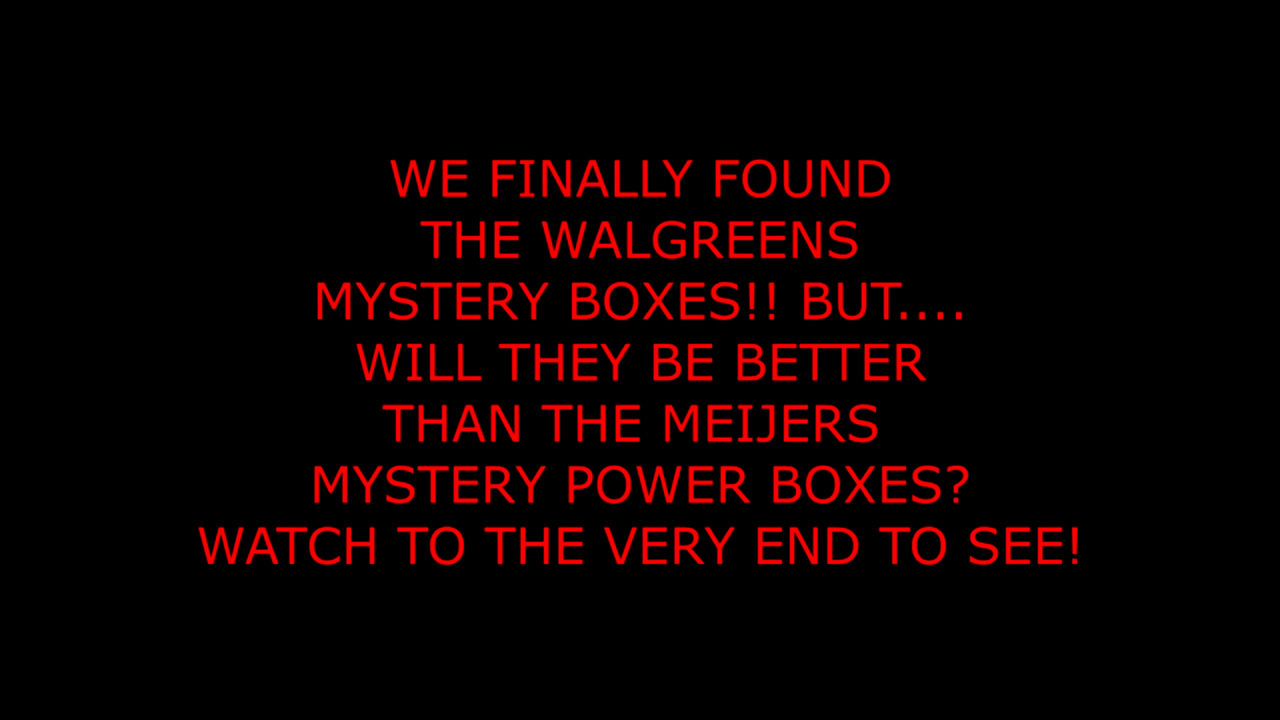 WE FINALLY FOUND
THE WALGREENS
MYSTERY BOXES!! BUT....
WILL THEY BE BETTER
THAN THE MEIJERS
MYSTERY POWER BOXES?
WATCH TO THE VERY END TO SEE!